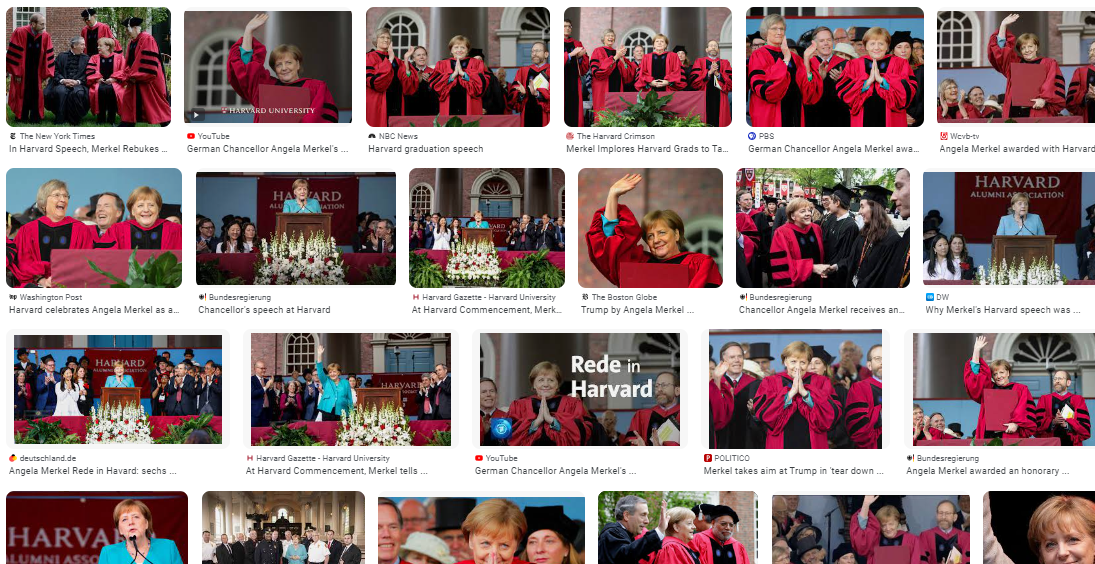 HARVARD UNIVERSITY
The New York Times
YouTube
NBC News
The Harvard Crimson
PBS
Wcvb-tv
In Harvard Speech, Merkel Rebukes ...
German Chancellor Angela Merkel's ...
Harvard graduation speech
Merkel Implores Harvard Grads to Ta...
German Chancellor Angela Merkel awa...
Angela Merkel awarded with Harvard
HARVARD
ALUMNI ASSOCIATION
HARVARD
HARVARD
ALUMNI ASSOCIATION
Washington Post
Bundesregierung
Harvard Gazette - Harvard University
The Boston Globe
Bundesregierung
DW
Harvard celebrates Angela Merkel as a...
Chancellor's speech at Harvard
At Harvard Commencement, Merk...
Trump by Angela Merkel ...
Chancellor Angela Merkel receives an...
Why Merkel's Harvard speech was ...
HARVARD
ALUMNI ASSOCIATION
HARVARD
Rede in
Harvard
deutschland.de
Harvard Gazette - Harvard University
YouTube
POLITICO
Bundesregierung
Angela Merkel Rede in Havard: sechs ...
At Harvard Commencement, Merkel tells ...
German Chancellor Angela Merkel's ...
Merkel takes aim at Trump in 'tear down ...
Angela Merkel awarded an honorary ...
HARVA
ALUMNI ASSO